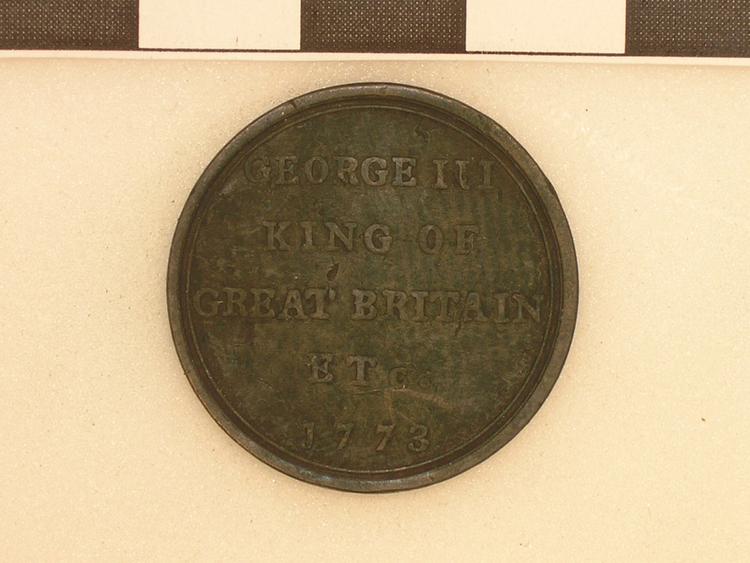 GEORGE III
KING OF
GREAT BRITAIN
ETC
1773